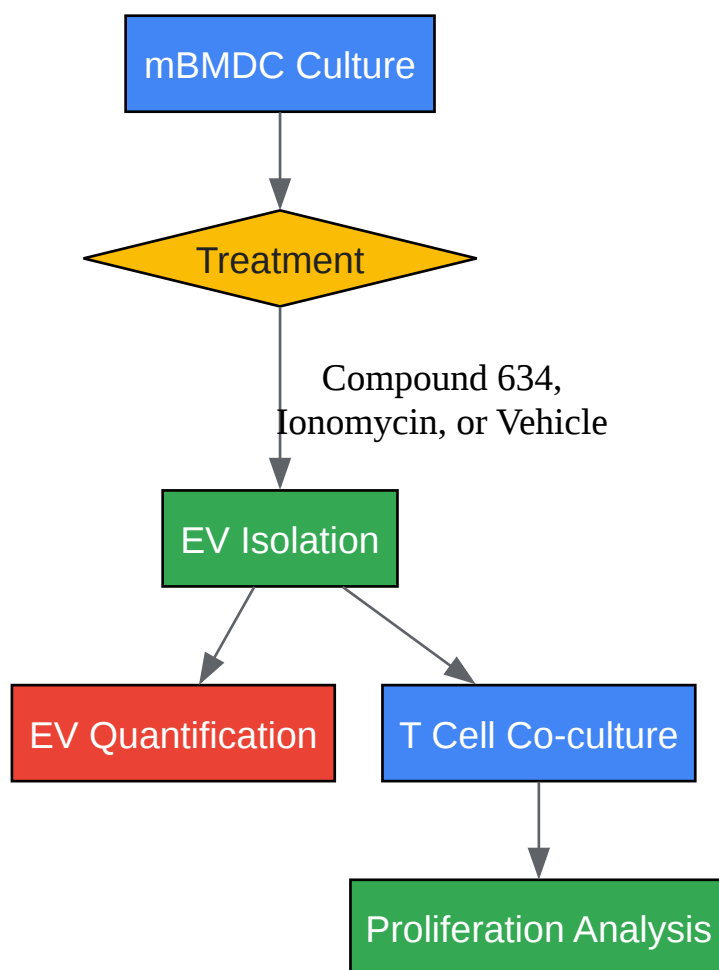 mBMDC Culture
Treatment
Compound 634,
Ionomycin, or Vehicle
EV Isolation
EV Quantification
T Cell Co-culture
Proliferation Analysis